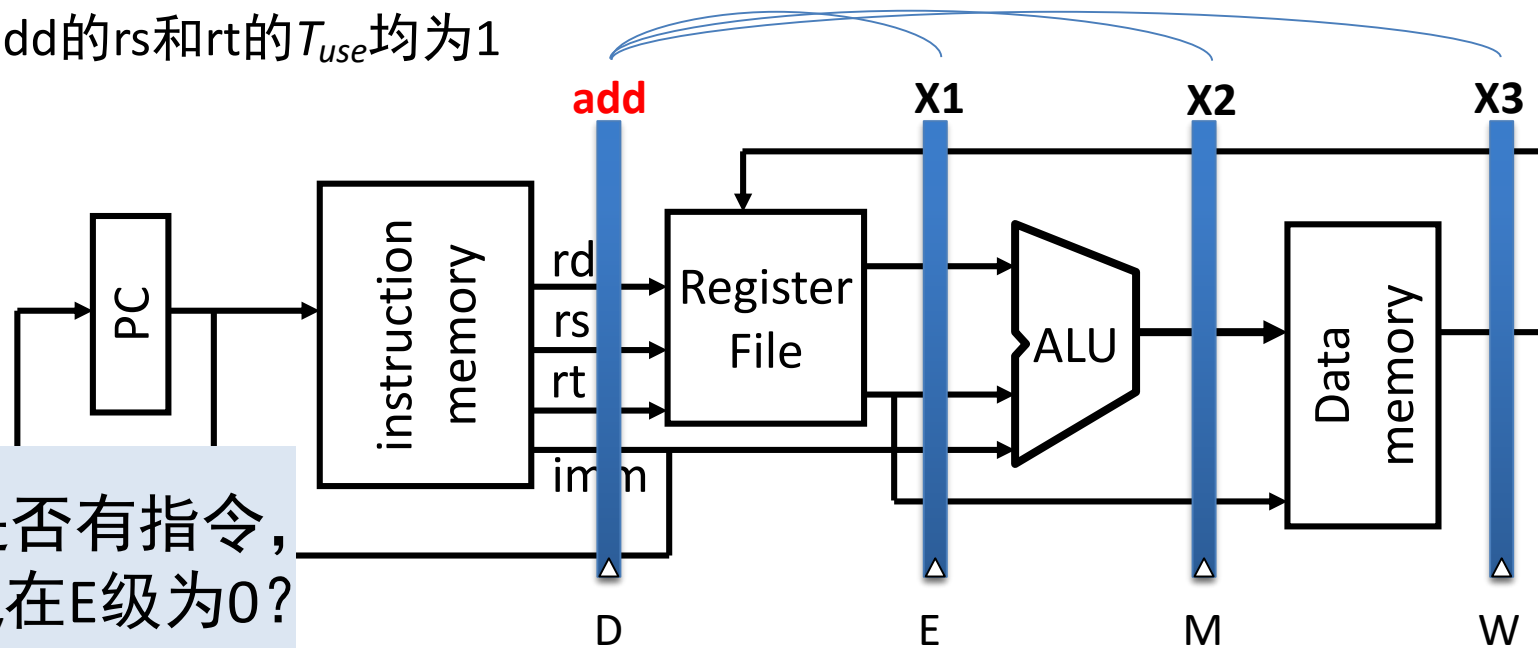 dd的rs和rt的Tuse均为1
add X1 X2 X3
PC
instruction
memory
rd
rs
rt
imm
Register
File
ALU
Data
memory
是否有指令，
在E级为0？
D E M W